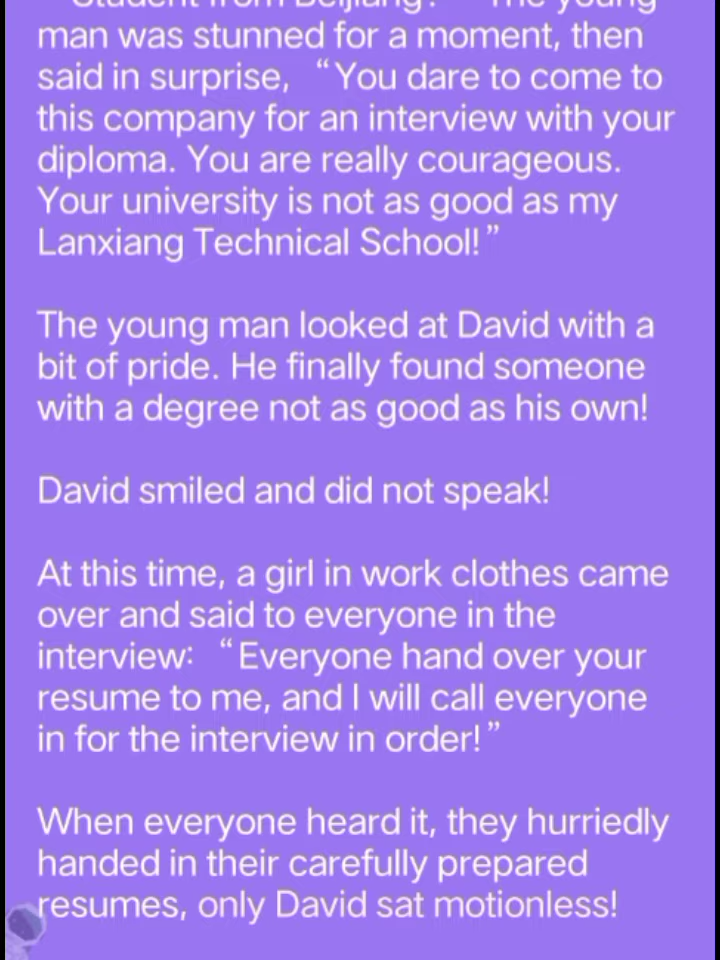 “Student from Beijiang?” “The young
man was stunned for a moment, then
said in surprise, “You dare to come to
this company for an interview with your
diploma. You are really courageous.
Your university is not as good as my
Lanxiang Technical School!”
The young man looked at David with a
bit of pride. He finally found someone
with a degree not as good as his own!
David smiled and did not speak!
At this time, a girl in work clothes came
over and said to everyone in the
interview: “Everyone hand over your
resume to me, and I will call everyone
in for the interview in order!”
When everyone heard it, they hurriedly
handed in their carefully prepared
resumes, only David sat motionless!